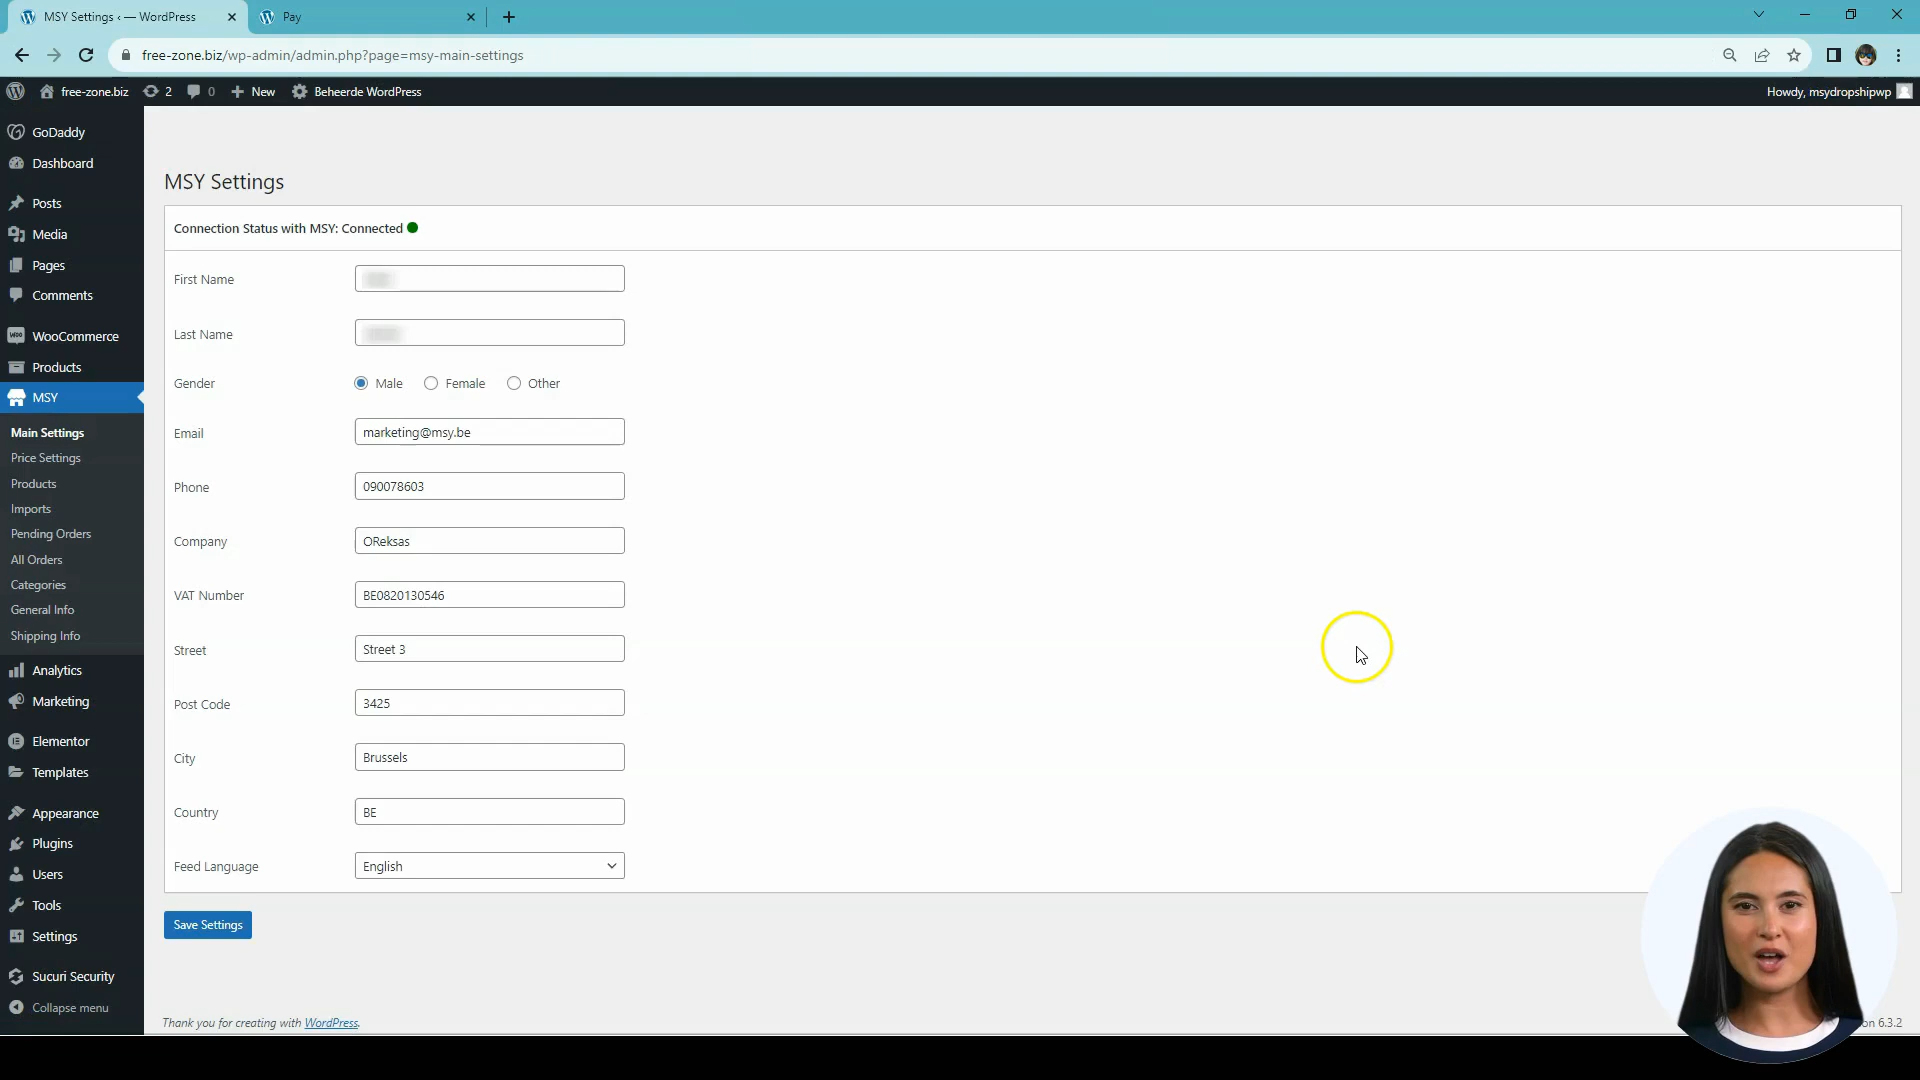 MSY Settings ‹ — WordPress
Pay
free-zone.biz/wp-admin/admin.php?page=msy-main-settings
free-zone.biz
2
0
New
Beheerde WordPress
Howdy, msydropshipwp
GoDaddy
Dashboard
Posts
Media
Pages
Comments
WooCommerce
Products
MSY
Main Settings
Price Settings
Products
Imports
Pending Orders
All Orders
Categories
General Info
Shipping Info
Analytics
Marketing
Elementor
Templates
Appearance
Plugins
Users
Tools
Settings
Sucuri Security
Collapse menu
MSY Settings
Connection Status with MSY: Connected
First Name
Last Name
Gender Male Female Other
Email marketing@msy.be
Phone 090078603
Company OReksas
VAT Number BE0820130546
Street Street 3
Post Code 3425
City Brussels
Country BE
Feed Language English
Save Settings
Thank you for creating with WordPress.
on 6.3.2